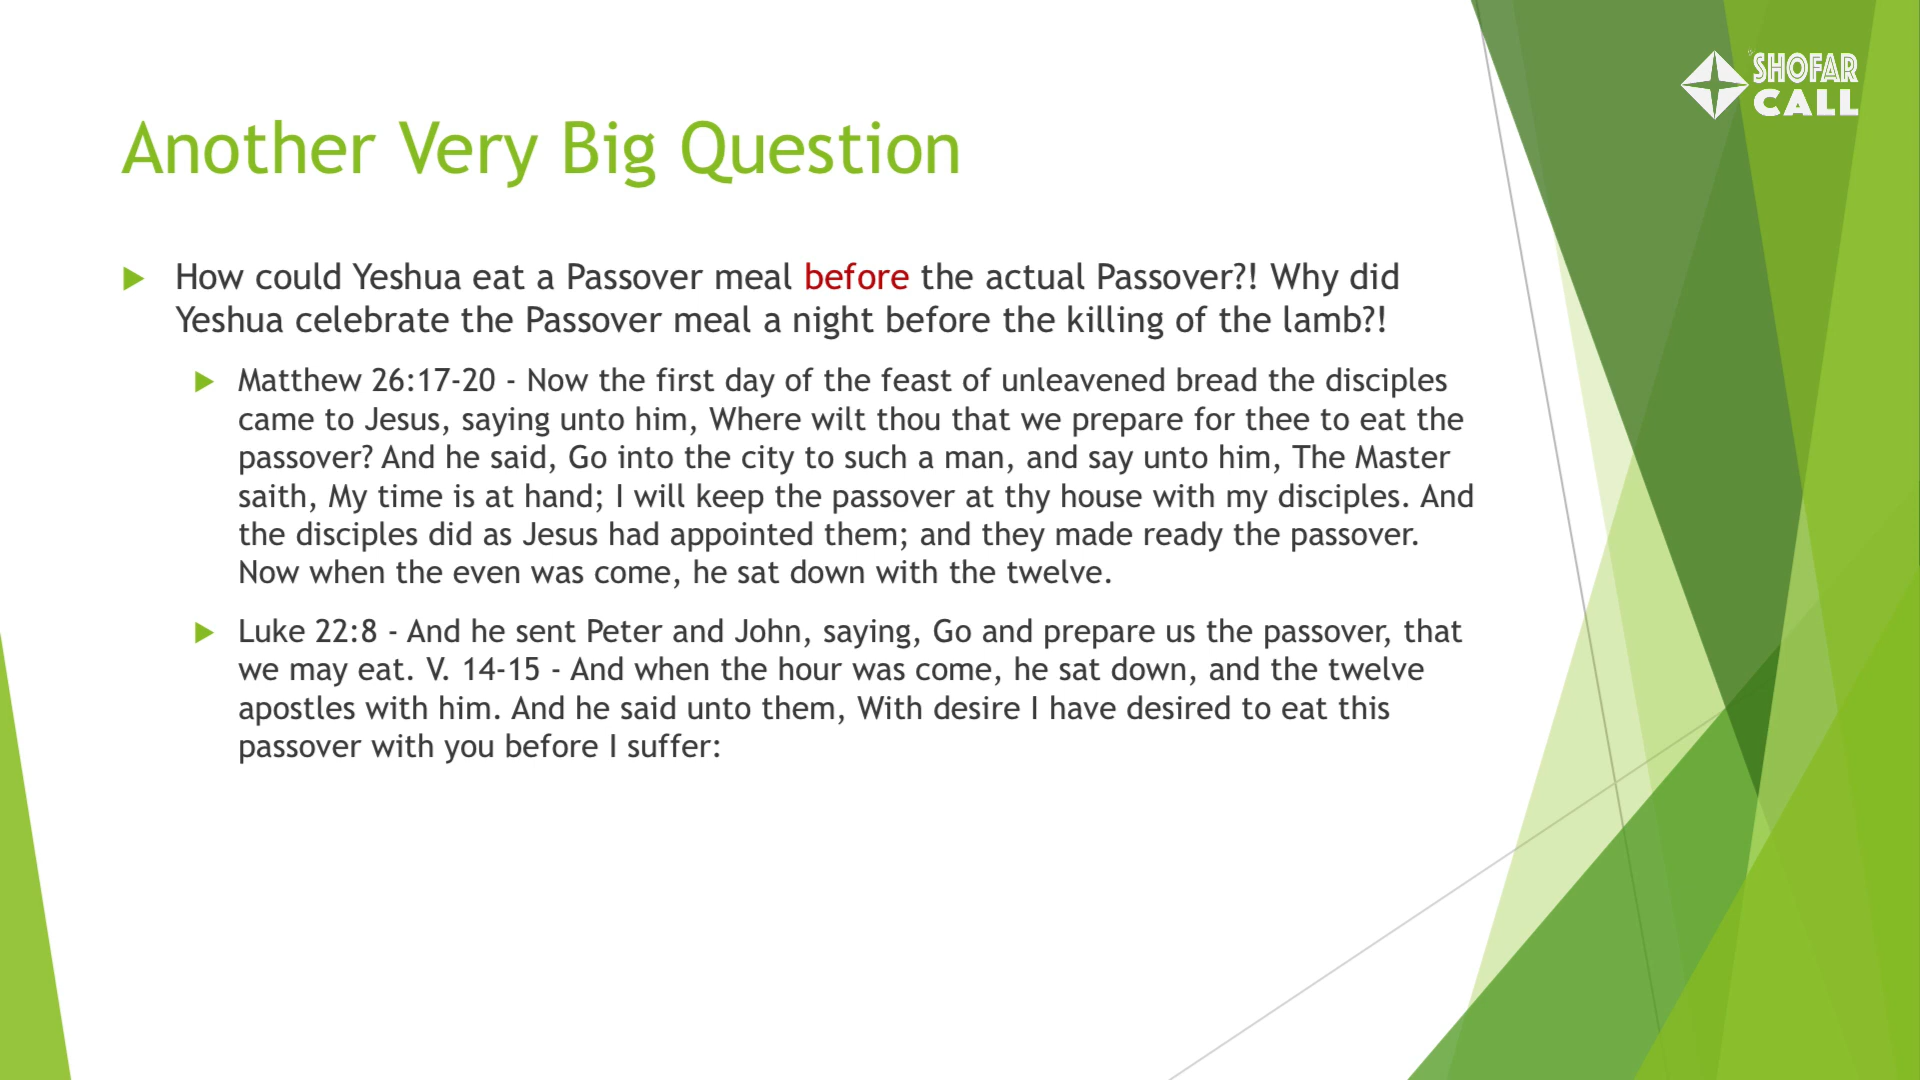 SHOFAR
CALL
Another Very Big Question
How could Yeshua eat a Passover meal before the actual Passover?! Why did
Yeshua celebrate the Passover meal a night before the killing of the lamb?!
Matthew 26:17-20 - Now the first day of the feast of unleavened bread the disciples
came to Jesus, saying unto him, Where wilt thou that we prepare for thee to eat the
passover? And he said, Go into the city to such a man, and say unto him, The Master
saith, My time is at hand; I will keep the passover at thy house with my disciples. And
the disciples did as Jesus had appointed them; and they made ready the passover.
Now when the even was come, he sat down with the twelve.
Luke 22:8 - And he sent Peter and John, saying, Go and prepare us the passover, that
we may eat. V. 14-15 - And when the hour was come, he sat down, and the twelve
apostles with him. And he said unto them, With desire I have desired to eat this
passover with you before I suffer: